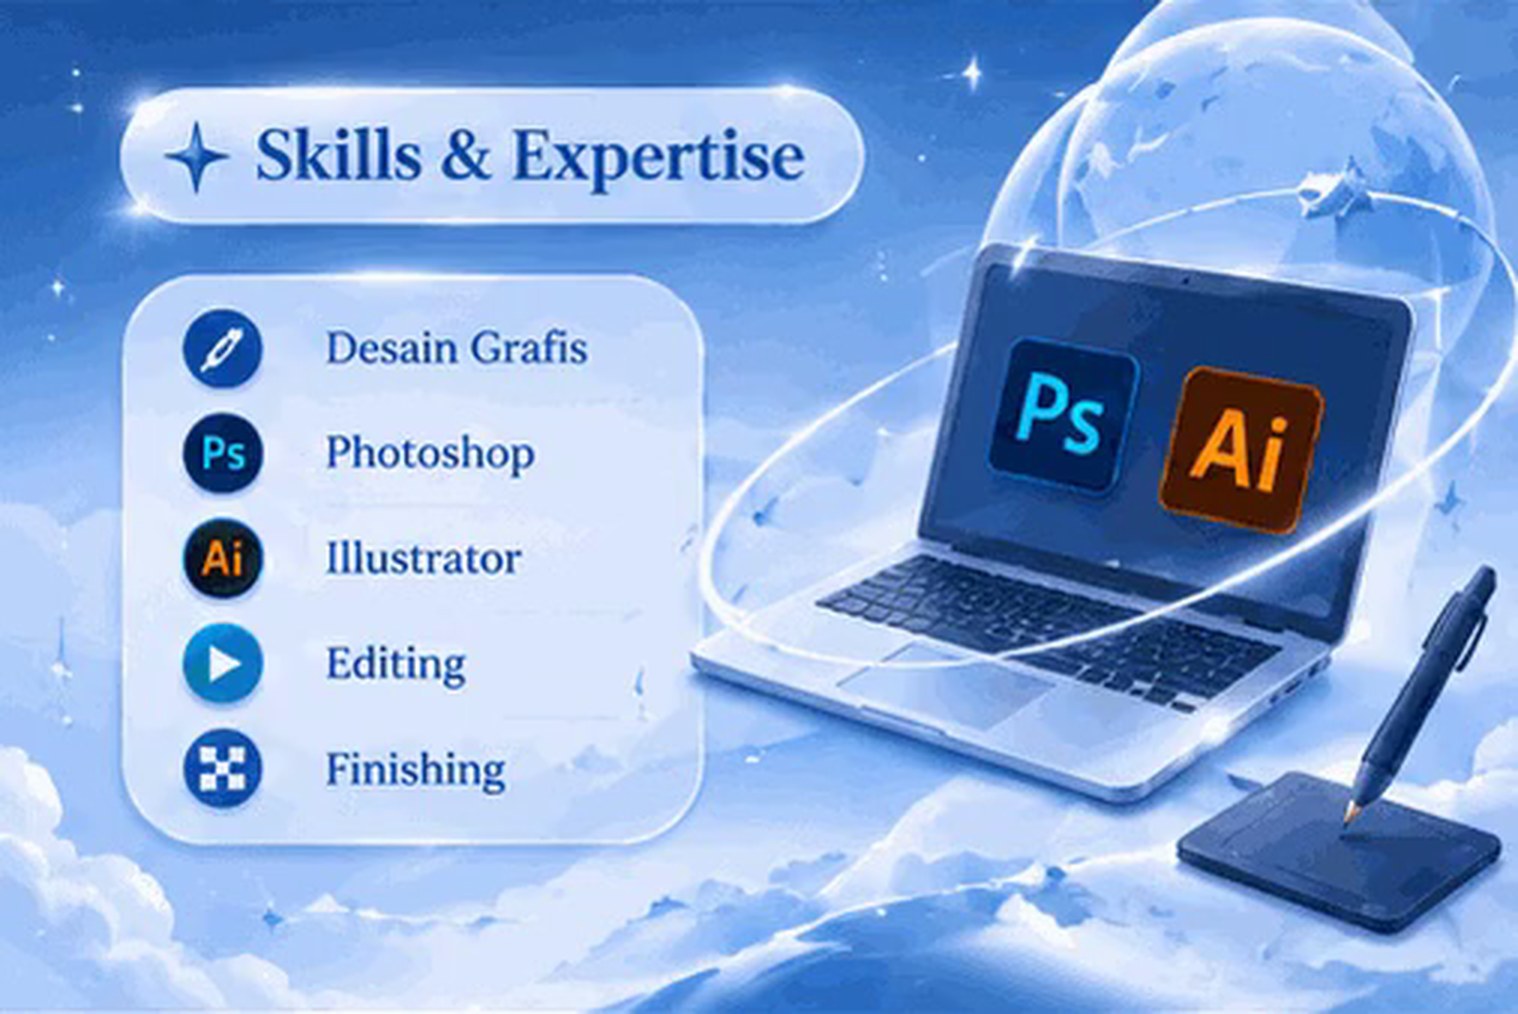 Skills & Expertise
Desain Grafis
Ps Photoshop
Ai Illustrator
Editing
Finishing
Ps Ai